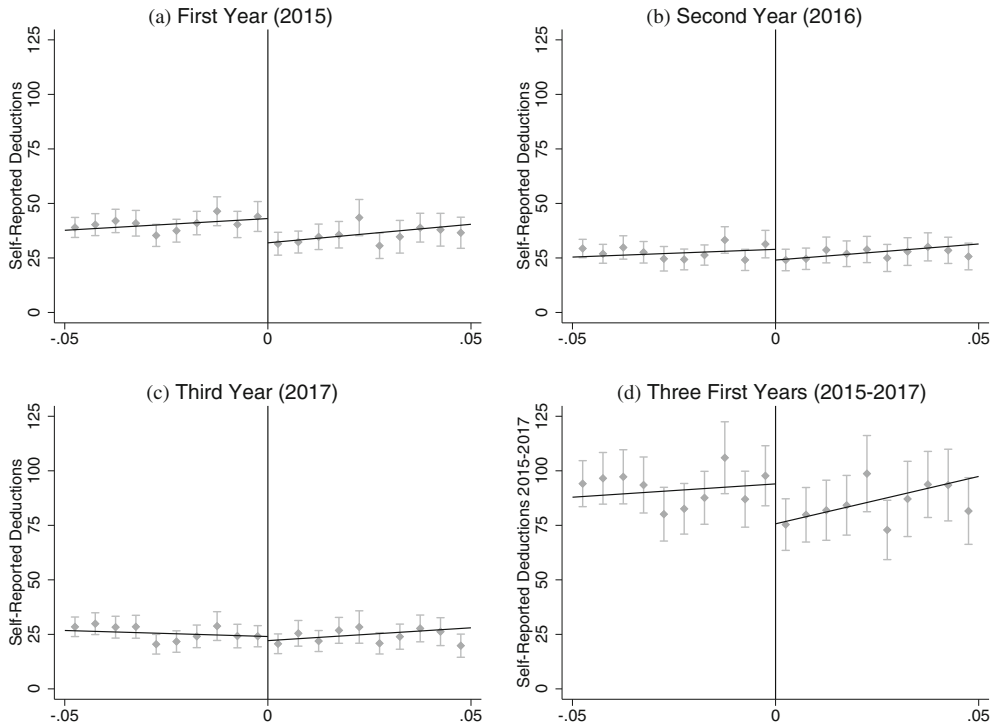 (a) First Year (2015)
Self-Reported Deductions
125
100
75
50
25
0
-.05 0 .05
(b) Second Year (2016)
Self-Reported Deductions
125
100
75
50
25
0
-.05 0 .05
(c) Third Year (2017)
Self-Reported Deductions
125
100
75
50
25
0
-.05 0 .05
(d) Three First Years (2015-2017)
Self-Reported Deductions 2015-2017
125
100
75
50
25
0
-.05 0 .05